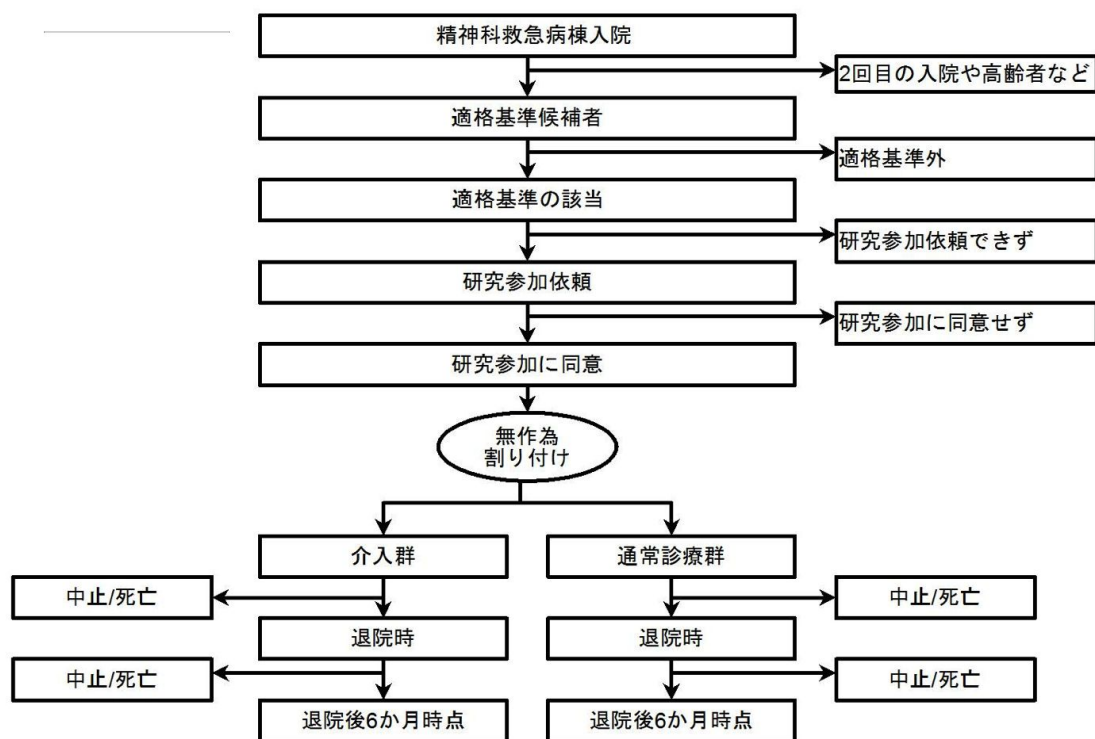 精神科救急病棟入院
2回目の入院や高齢者など
適格基準候補者
適格基準外
適格基準の該当
研究参加依頼できず
研究参加依頼
研究参加に同意せず
研究参加に同意
無作為
割り付け
介入群
通常診療群
中止/死亡
中止/死亡
退院時
退院時
中止/死亡
中止/死亡
退院後6か月時点
退院後6か月時点